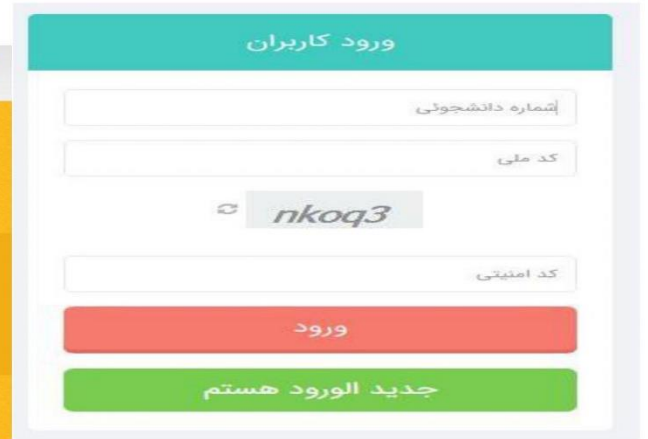 ورود کاربران
شماره دانشجوئی
کد ملی
nkoq3
کد امنیتی
ورود
جدید الورود هستم